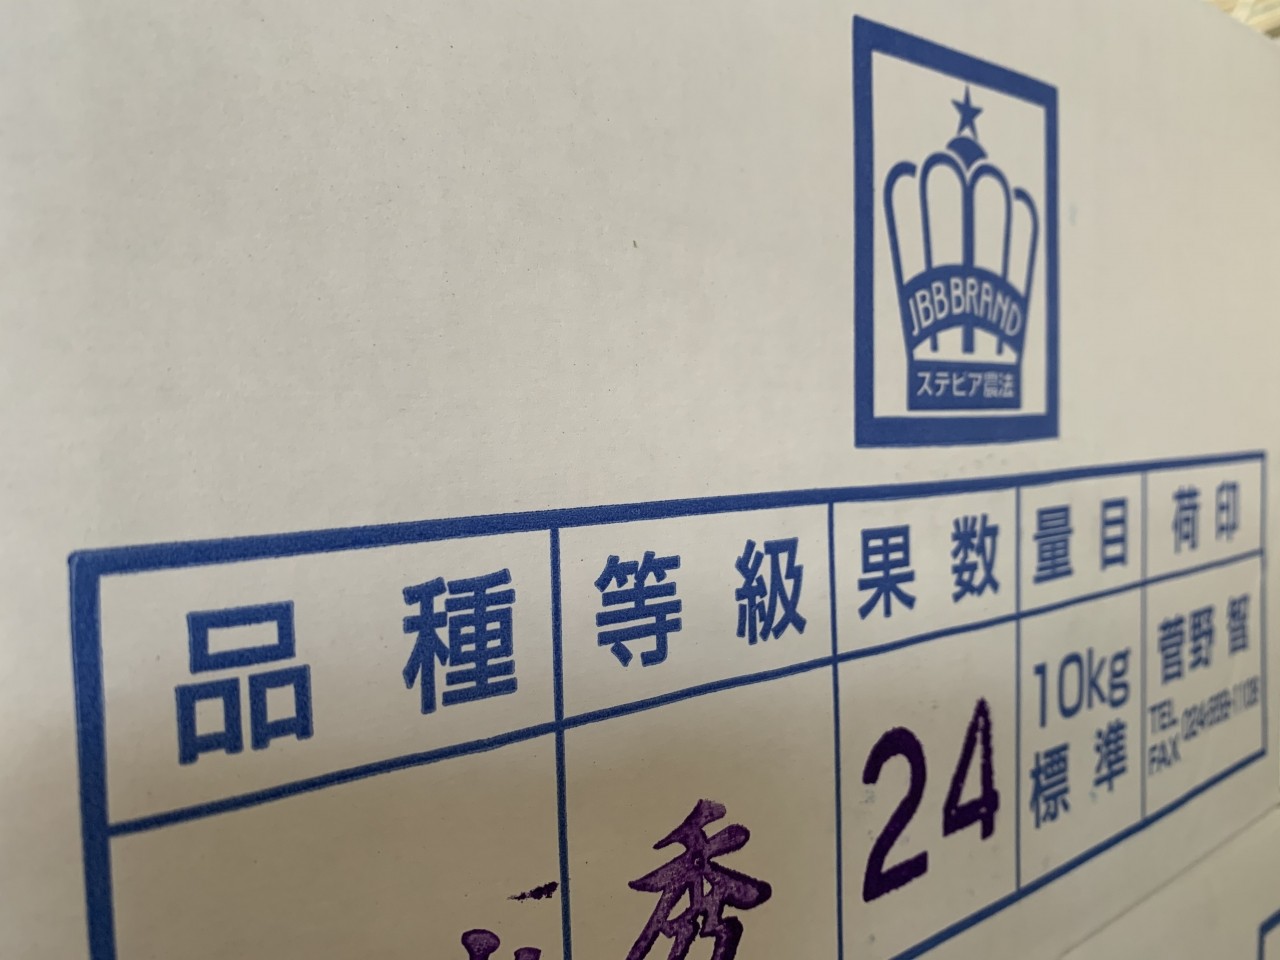 JBB BRAND
ステビア農法
品種 等級 果数 量目 荷印
秀 24 10kg 標準 菅野智
TEL
FAX